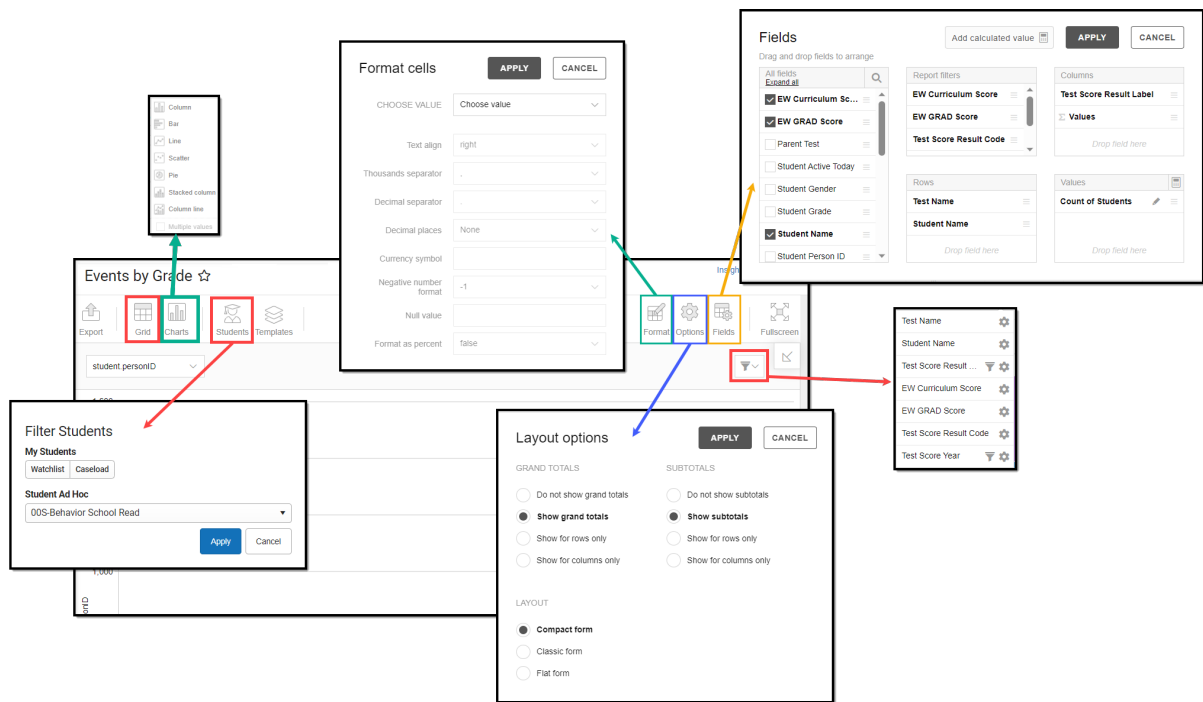 Fields
Add calculated value
APPLY
CANCEL
Drag and drop fields to arrange
All fields
Expand all
EW Curriculum Sc...
EW GRAD Score
Parent Test
Student Active Today
Student Gender
Student Grade
Student Name
Student Person ID
Report filters
EW Curriculum Score
EW GRAD Score
Test Score Result Code
Columns
Test Score Result Label
Σ Values
Drop field here
Rows
Test Name
Student Name
Drop field here
Values
Count of Students
Drop field here
Format cells
APPLY
CANCEL
CHOOSE VALUE
Choose value
Text align
right
Thousands separator
,
Decimal separator
.
Decimal places
None
Currency symbol
Negative number
format
-1
Null value
Format as percent
false
Column
Bar
Line
Scatter
Pie
Stacked column
Column line
Multiple values
Events by Grade
Insigh
Export
Grid
Charts
Students
Templates
Format
Options
Fields
Fullscreen
student.personID
Test Name
Student Name
Test Score Result ...
EW Curriculum Score
EW GRAD Score
Test Score Result Code
Test Score Year
Filter Students
My Students
Watchlist
Caseload
Student Ad Hoc
00S-Behavior School Read
Apply
Cancel
1,000
Layout options
APPLY
CANCEL
GRAND TOTALS
Do not show grand totals
Show grand totals
Show for rows only
Show for columns only
SUBTOTALS
Do not show subtotals
Show subtotals
Show for rows only
Show for columns only
LAYOUT
Compact form
Classic form
Flat form